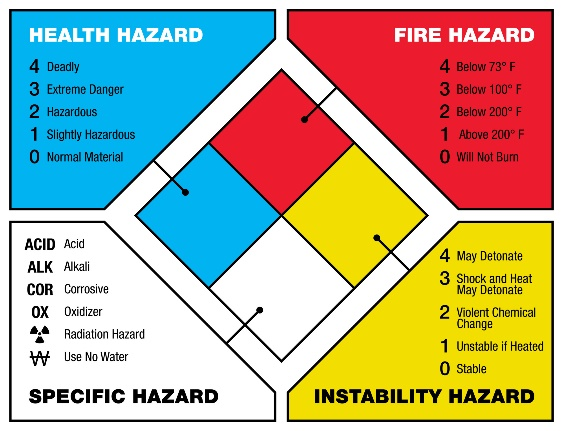 HEALTH HAZARD
4 Deadly
3 Extreme Danger
2 Hazardous
1 Slightly Hazardous
0 Normal Material
FIRE HAZARD
4 Below 73° F
3 Below 100° F
2 Below 200° F
1 Above 200° F
0 Will Not Burn
ACID Acid
ALK Alkali
COR Corrosive
OX Oxidizer
Radiation Hazard
W Use No Water
SPECIFIC HAZARD
4 May Detonate
3 Shock and Heat
May Detonate
2 Violent Chemical
Change
1 Unstable if Heated
0 Stable
INSTABILITY HAZARD